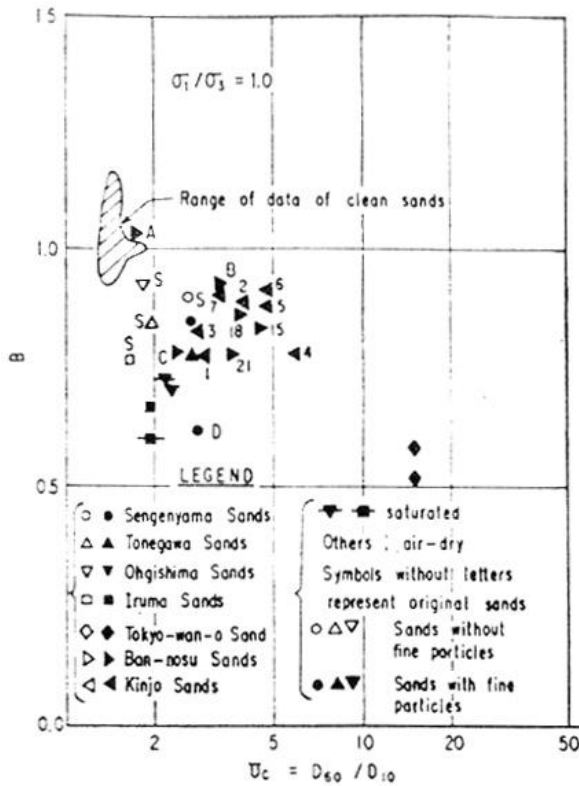 1.5
σ₁/σ₃ = 1.0
Range of data of clean sands
A
1.0
S
B
2
6
S
7
4
5
S
3
18
15
S
C
1
21
4
B
D
LEGEND
0.5
Sengenyama Sands
Tonegawa Sands
Ohgishima Sands
Iruma Sands
Tokyo-wan-o Sand
Ban-nosu Sands
Kinjo Sands
saturated
Others : air-dry
Symbols without letters
represent original sands
Sands without
fine particles
Sands with fine
particles
0.0
2
5
10
20
50
U̅c = D₆₀ / D₁₀